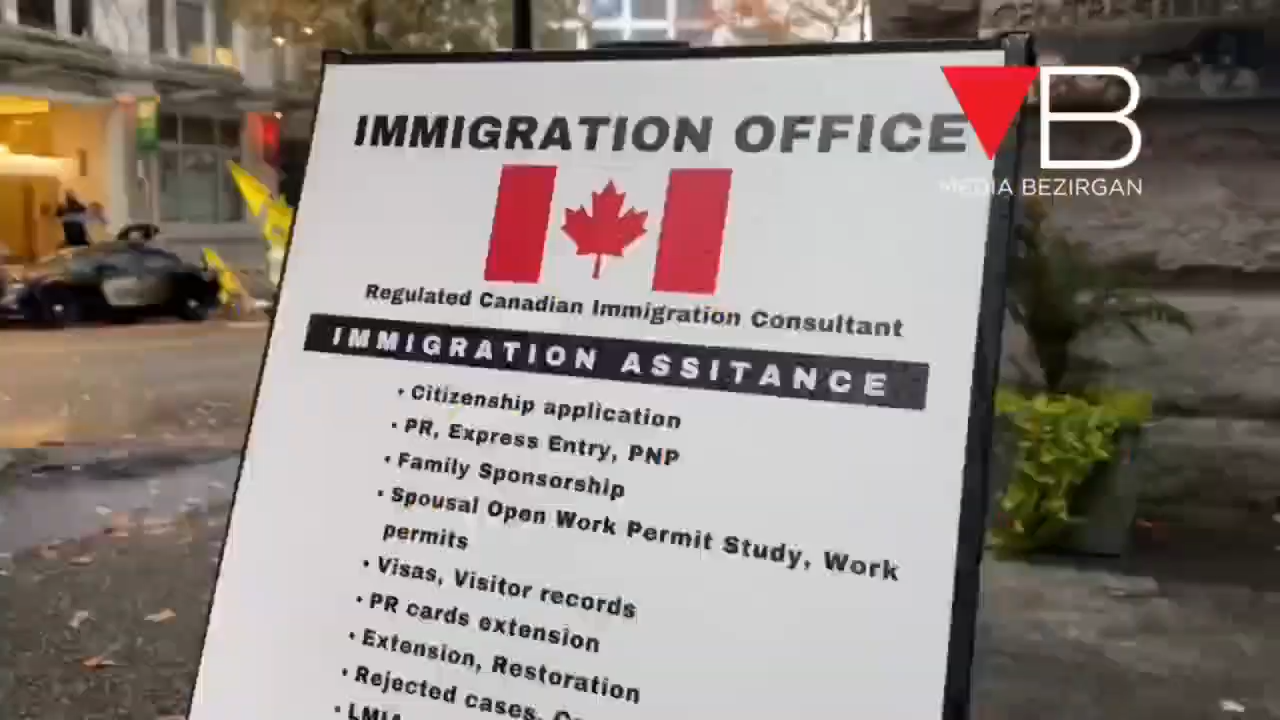 IMMIGRATION OFFICE
B
MEDIA BEZIRGAN
Regulated Canadian Immigration Consultant
IMMIGRATION ASSITANCE
• Citizenship application
• PR, Express Entry, PNP
• Family Sponsorship
• Spousal Open Work Permit Study, Work
permits
• Visas, Visitor records
• PR cards extension
• Extension, Restoration
• Rejected cases,
• LMIA